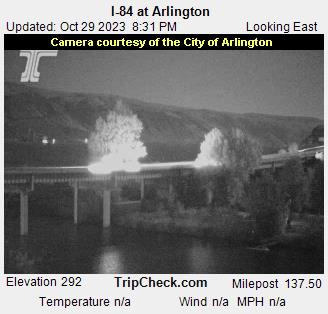 I-84 at Arlington
Updated: Oct 29 2023 8:31 PM Looking East
Camera courtesy of the City of Arlington
Elevation 292 TripCheck.com Milepost 137.50
Temperature n/a Wind n/a MPH n/a